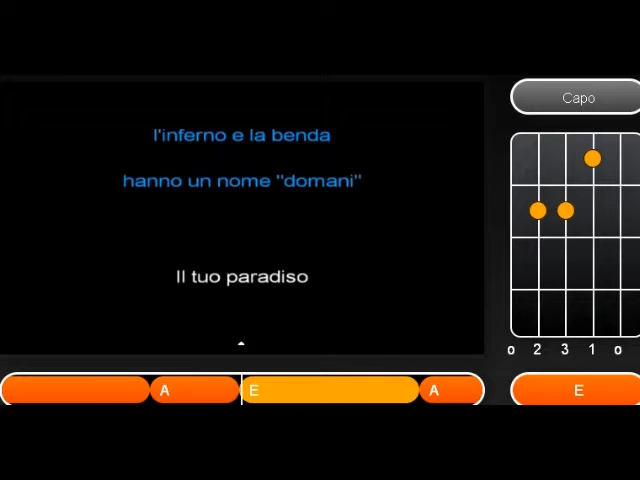 l'inferno e la benda
hanno un nome "domani"
Il tuo paradiso
Capo
o 2 3 1 o
A E A
E